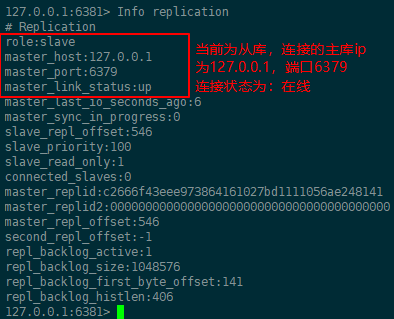 127.0.0.1:6381> Info replication
# Replication
role:slave
master_host:127.0.0.1
master_port:6379
master_link_status:up
当前为从库，连接的主库ip
为127.0.0.1，端口6379
连接状态为：在线
master_last_io_seconds_ago:6
master_sync_in_progress:0
slave_repl_offset:546
slave_priority:100
slave_read_only:1
connected_slaves:0
master_replid:c2666f43eee973864161027bd1111056ae248141
master_replid2:0000000000000000000000000000000000000000
master_repl_offset:546
second_repl_offset:-1
repl_backlog_active:1
repl_backlog_size:1048576
repl_backlog_first_byte_offset:141
repl_backlog_histlen:406
127.0.0.1:6381>